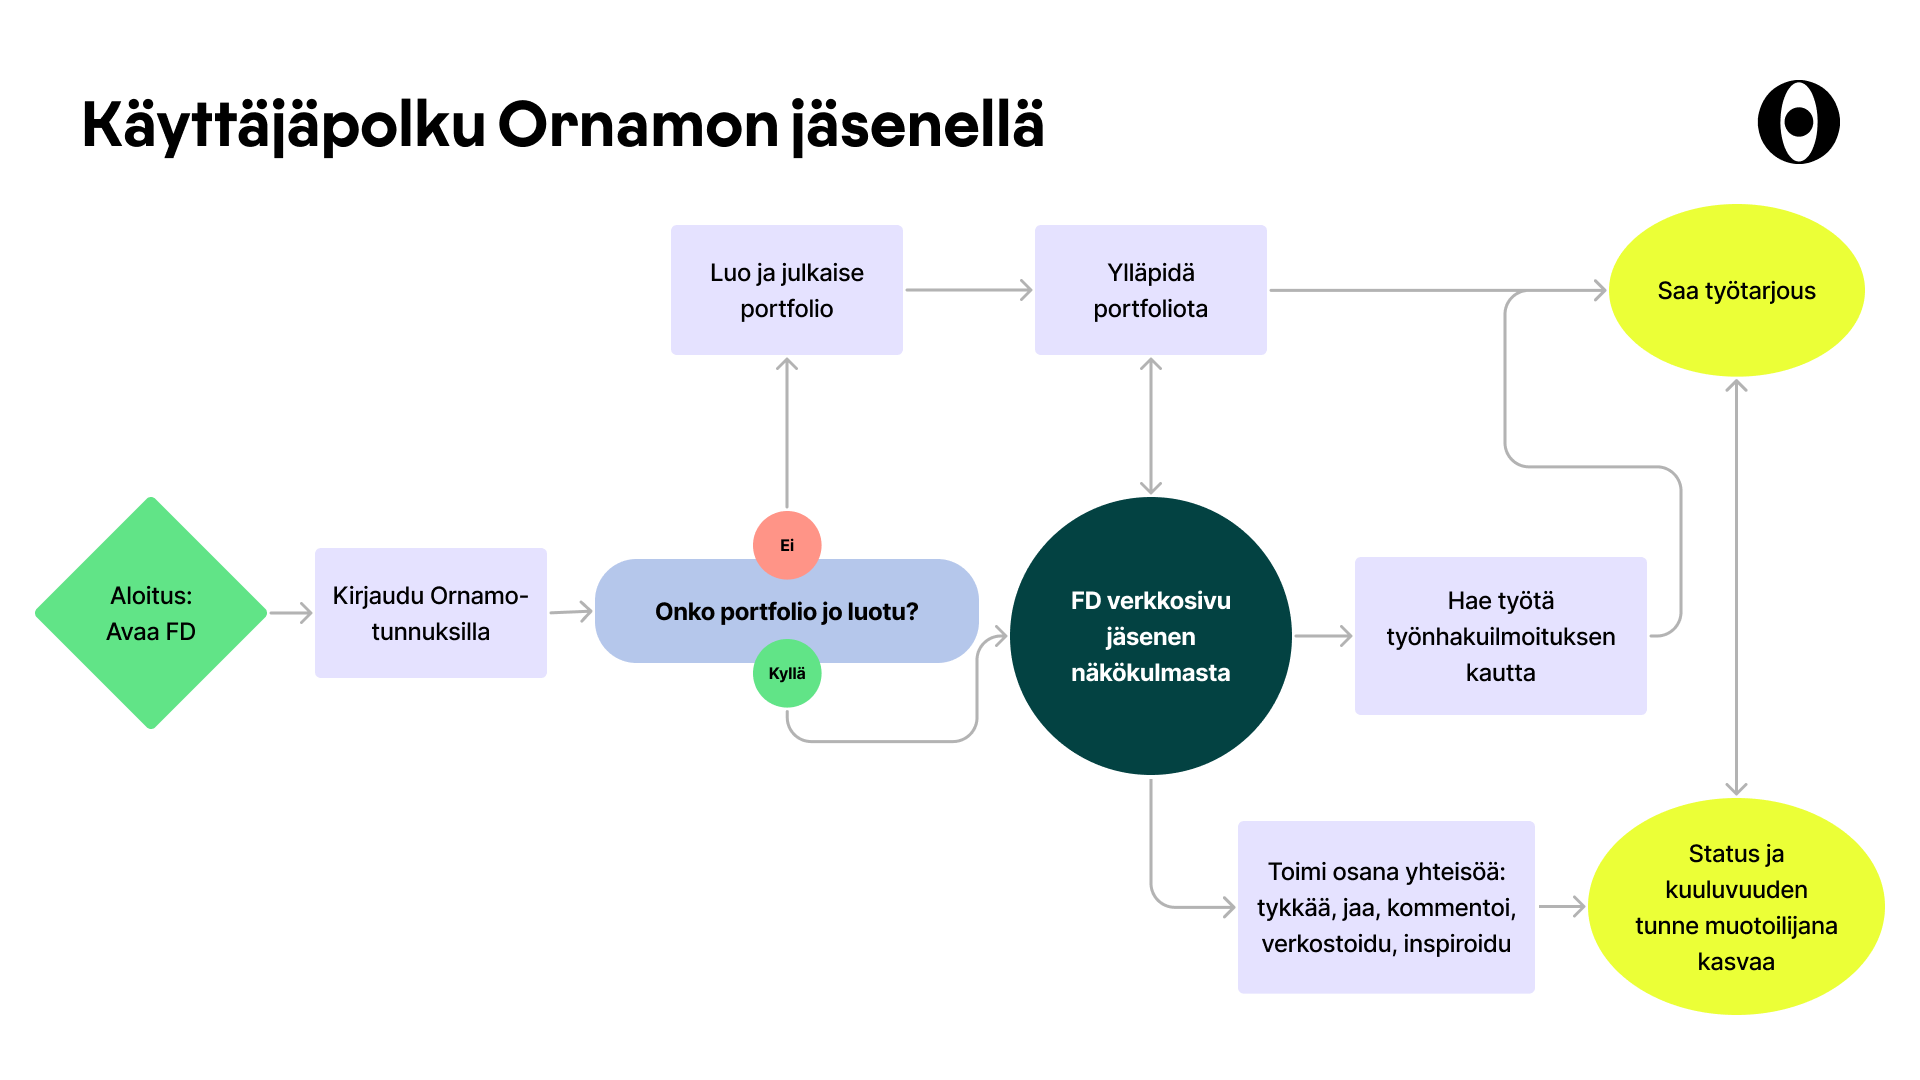 Käyttäjäpolku Ornamon jäsenellä
Luo ja julkaise
portfolio
Ylläpidä
portfoliota
Saa työtarjous
Aloitus:
Avaa FD
Kirjaudu Ornamo-
tunnuksilla
Ei
Onko portfolio jo luotu?
Kyllä
FD verkkosivu
jäsenen
näkökulmasta
Hae työtä
työnhakuilmoituksen
kautta
Toimi osana yhteisöä:
tykkää, jaa, kommentoi,
verkostoidu, inspiroidu
Status ja
kuuluvuuden
tunne muotoilijana
kasvaa